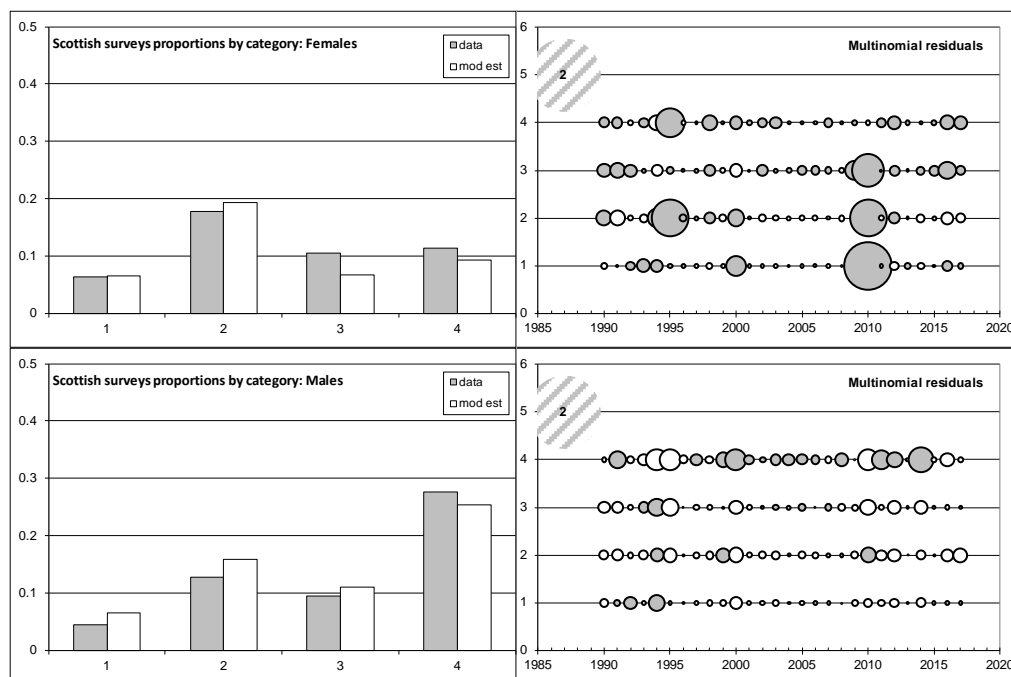 Scottish surveys proportions by category: Females
data
mod est
0.5
0.4
0.3
0.2
0.1
0
1 2 3 4
Multinomial residuals
2
6
5
4
3
2
1
0
1985 1990 1995 2000 2005 2010 2015 2020
Scottish surveys proportions by category: Males
data
mod est
0.5
0.4
0.3
0.2
0.1
0
1 2 3 4
Multinomial residuals
2
6
5
4
3
2
1
0
1985 1990 1995 2000 2005 2010 2015 2020